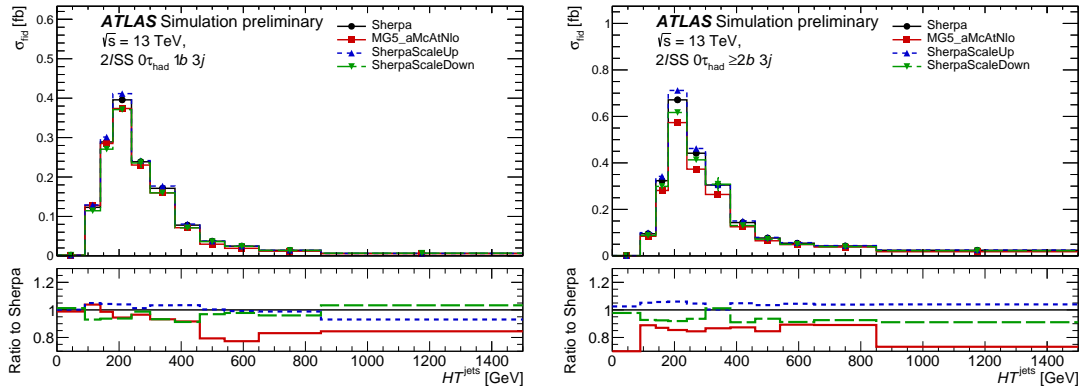 σfid [fb]
ATLAS Simulation preliminary
√s = 13 TeV,
2lSS 0τhad 1b 3j
Sherpa
MG5_aMcAtNlo
SherpaScaleUp
SherpaScaleDown
0.6
0.5
0.4
0.3
0.2
0.1
0
Ratio to Sherpa
1.2
1
0.8
0 200 400 600 800 1000 1200 1400
HTjets [GeV]
σfid [fb]
ATLAS Simulation preliminary
√s = 13 TeV,
2lSS 0τhad ≥2b 3j
Sherpa
MG5_aMcAtNlo
SherpaScaleUp
SherpaScaleDown
1
0.8
0.6
0.4
0.2
0
Ratio to Sherpa
1.2
1
0.8
0 200 400 600 800 1000 1200 1400
HTjets [GeV]